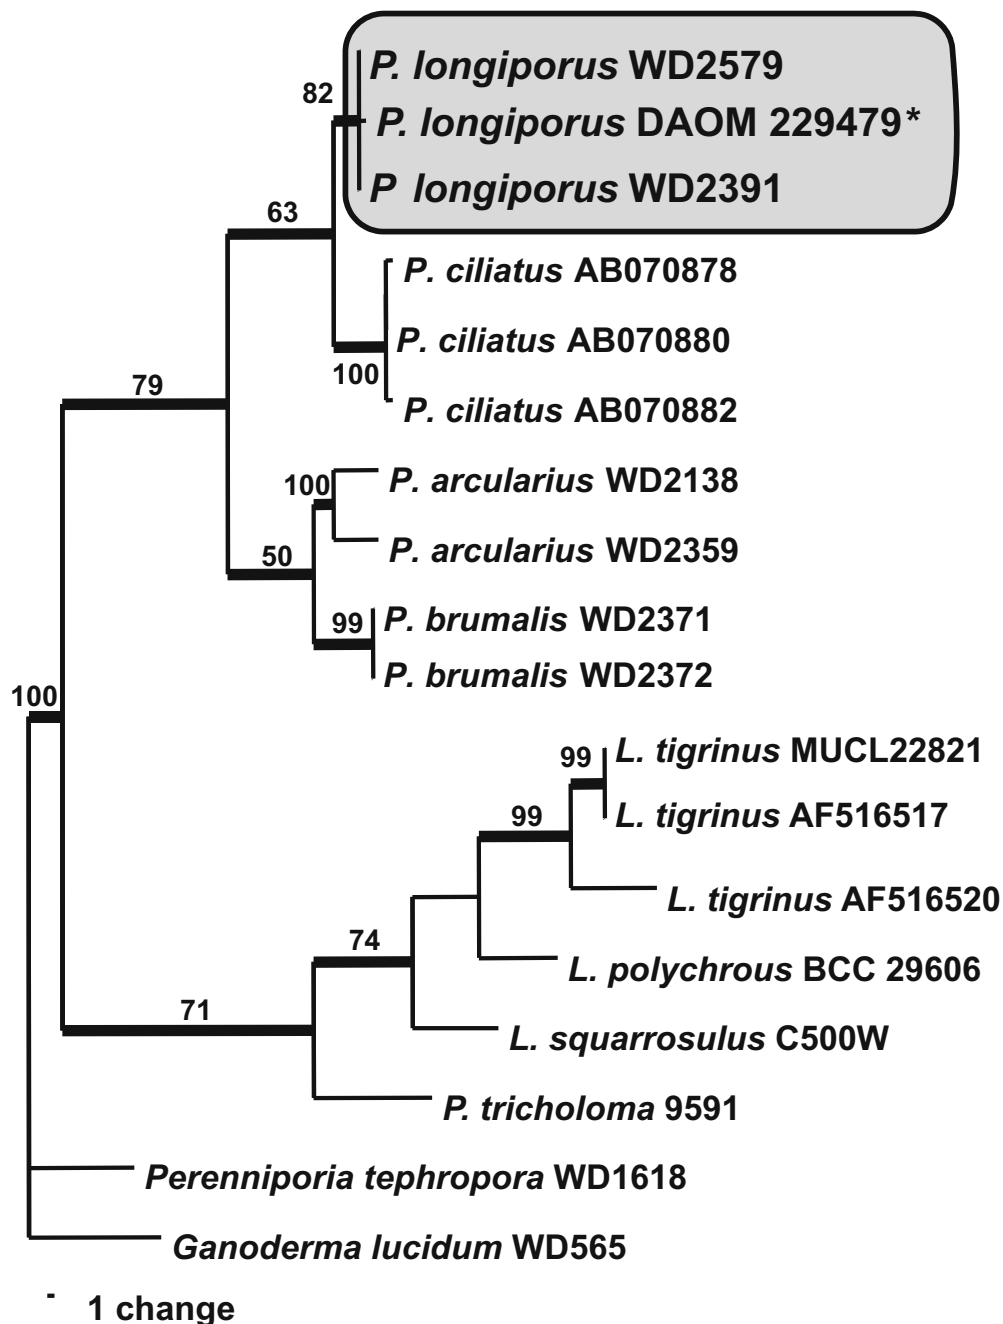 82
P. longiporus WD2579
P. longiporus DAOM 229479*
P longiporus WD2391
63
P. ciliatus AB070878
P. ciliatus AB070880
100
P. ciliatus AB070882
79
P. arcularius WD2138
100
P. arcularius WD2359
50
P. brumalis WD2371
99
P. brumalis WD2372
100
L. tigrinus MUCL22821
99
L. tigrinus AF516517
99
L. tigrinus AF516520
74
L. polychrous BCC 29606
71
L. squarrosulus C500W
P. tricholoma 9591
Perenniporia tephropora WD1618
Ganoderma lucidum WD565
1 change